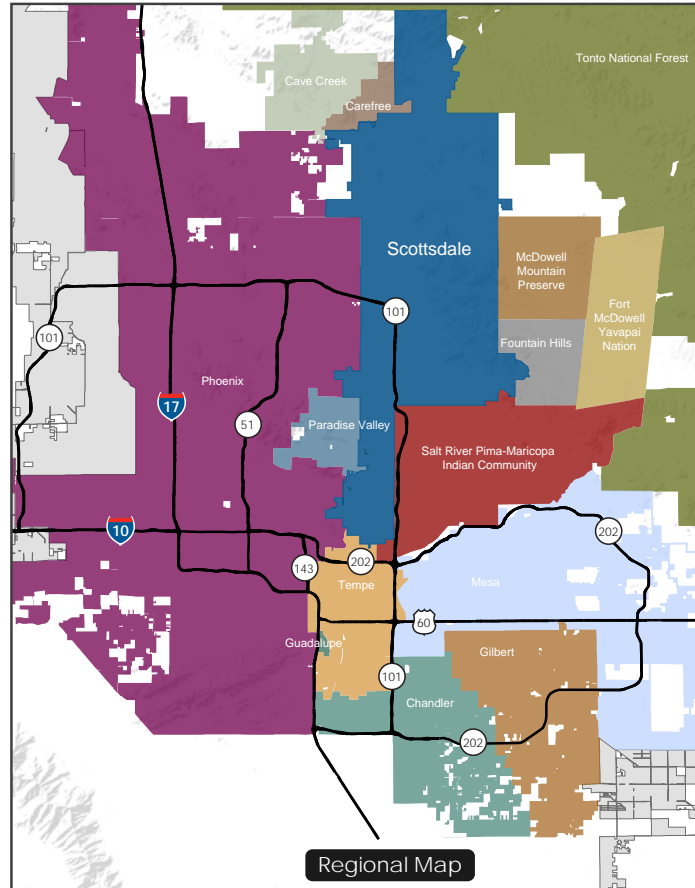 Tonto National Forest
Cave Creek
Carefree
Scottsdale
McDowell
Mountain
Preserve
Fort
McDowell
Yavapai
Nation
101
101
Fountain Hills
Phoenix
17
51
Paradise Valley
Salt River Pima-Maricopa
Indian Community
10
202
202
143
Tempe
Mesa
60
Guadalupe
Gilbert
101
Chandler
202
Regional Map